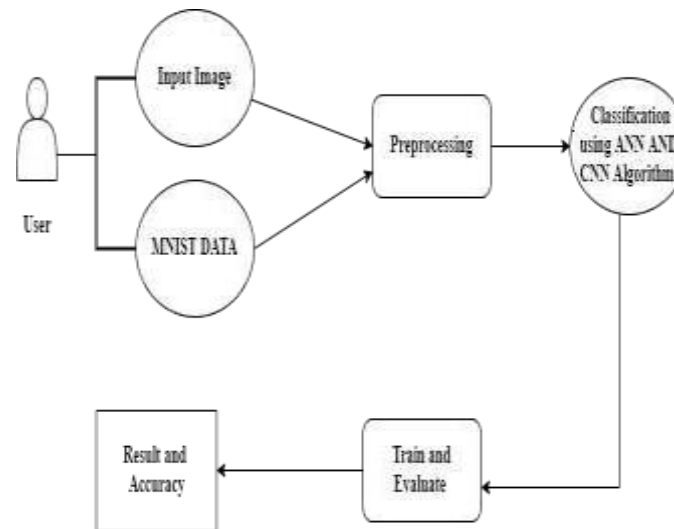 Input Image
User
MNIST DATA
Preprocessing
Classification
using ANN AND
CNN Algorithm
Train and
Evaluate
Result and
Accuracy